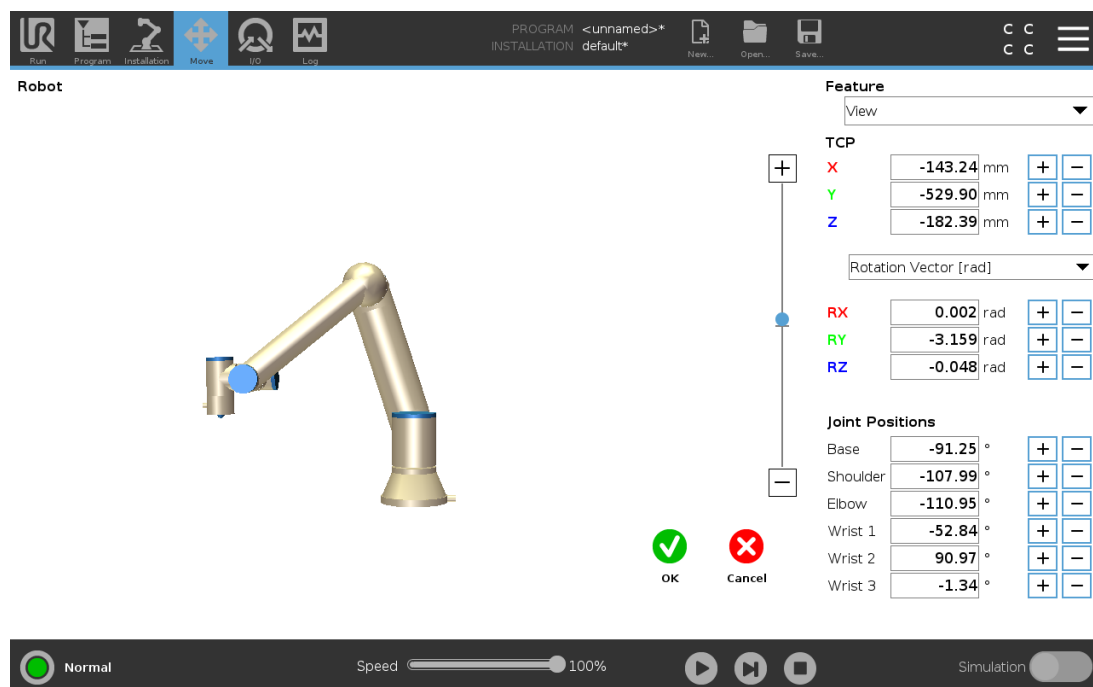 PROGRAM <unnamed>*
INSTALLATION default*
C C
C C
Run Program Installation Move I/O Log New... Open... Save...
Robot
Feature
View
TCP
X -143.24 mm + −
Y -529.90 mm + −
Z -182.39 mm + −
Rotation Vector [rad]
RX 0.002 rad + −
RY -3.159 rad + −
RZ -0.048 rad + −
Joint Positions
Base -91.25 ° + −
Shoulder -107.99 ° + −
Elbow -110.95 ° + −
Wrist 1 -52.84 ° + −
Wrist 2 90.97 ° + −
Wrist 3 -1.34 ° + −
+
−
OK Cancel
Normal Speed 100% Simulation